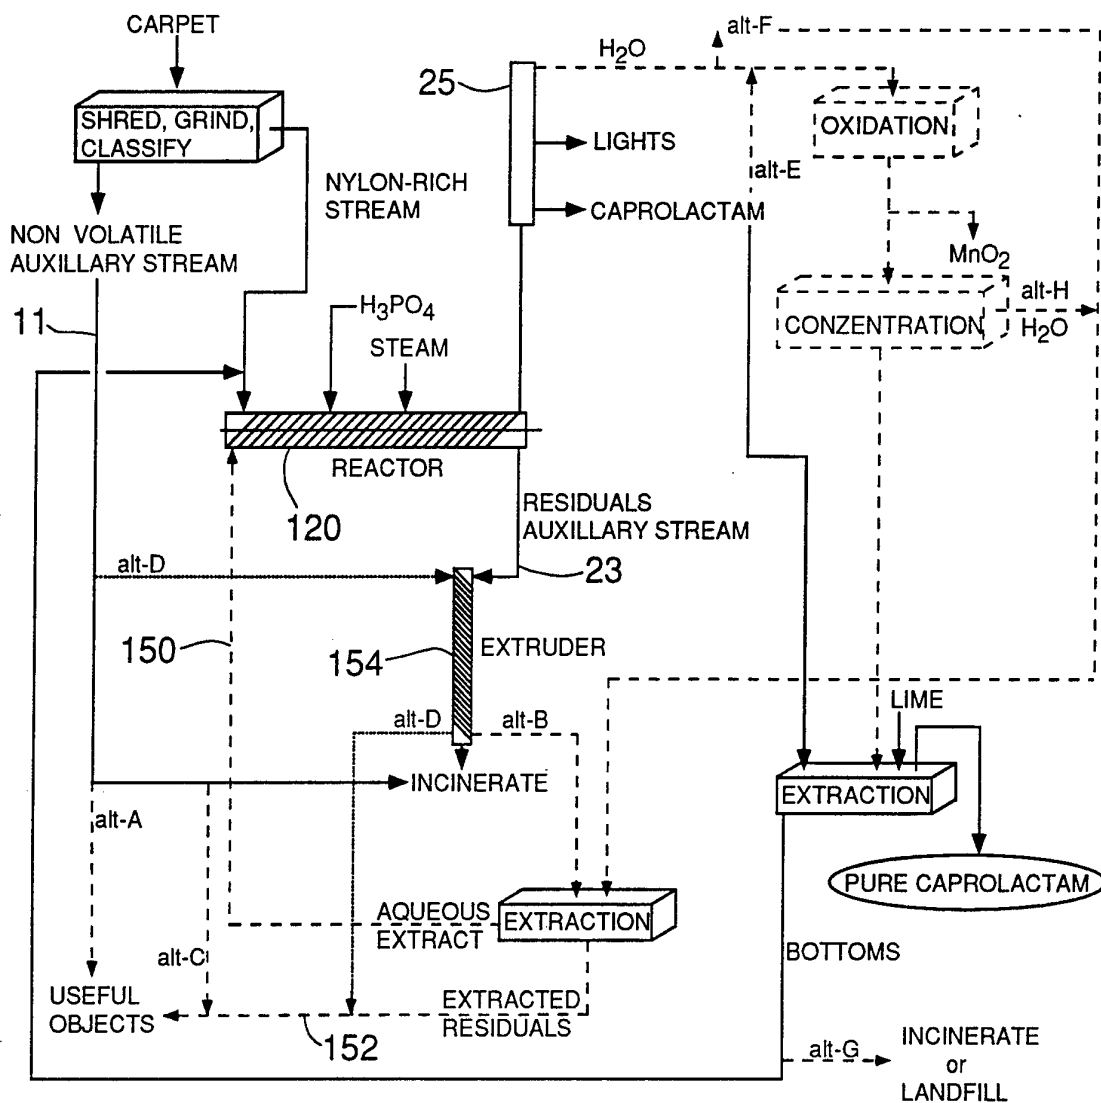 CARPET
SHRED, GRIND,
CLASSIFY
NON VOLATILE
AUXILLARY STREAM
11
NYLON-RICH
STREAM
H3PO4
STEAM
REACTOR
120
25
H2O
alt-F
LIGHTS
CAPROLACTAM
alt-E
OXIDATION
MnO2
CONZENTRATION
alt-H
H2O
RESIDUALS
AUXILLARY STREAM
23
alt-D
150
154
EXTRUDER
alt-D
alt-B
INCINERATE
alt-A
LIME
EXTRACTION
PURE CAPROLACTAM
AQUEOUS
EXTRACT
EXTRACTION
alt-C
BOTTOMS
USEFUL
OBJECTS
EXTRACTED
RESIDUALS
152
alt-G
INCINERATE
or
LANDFILL